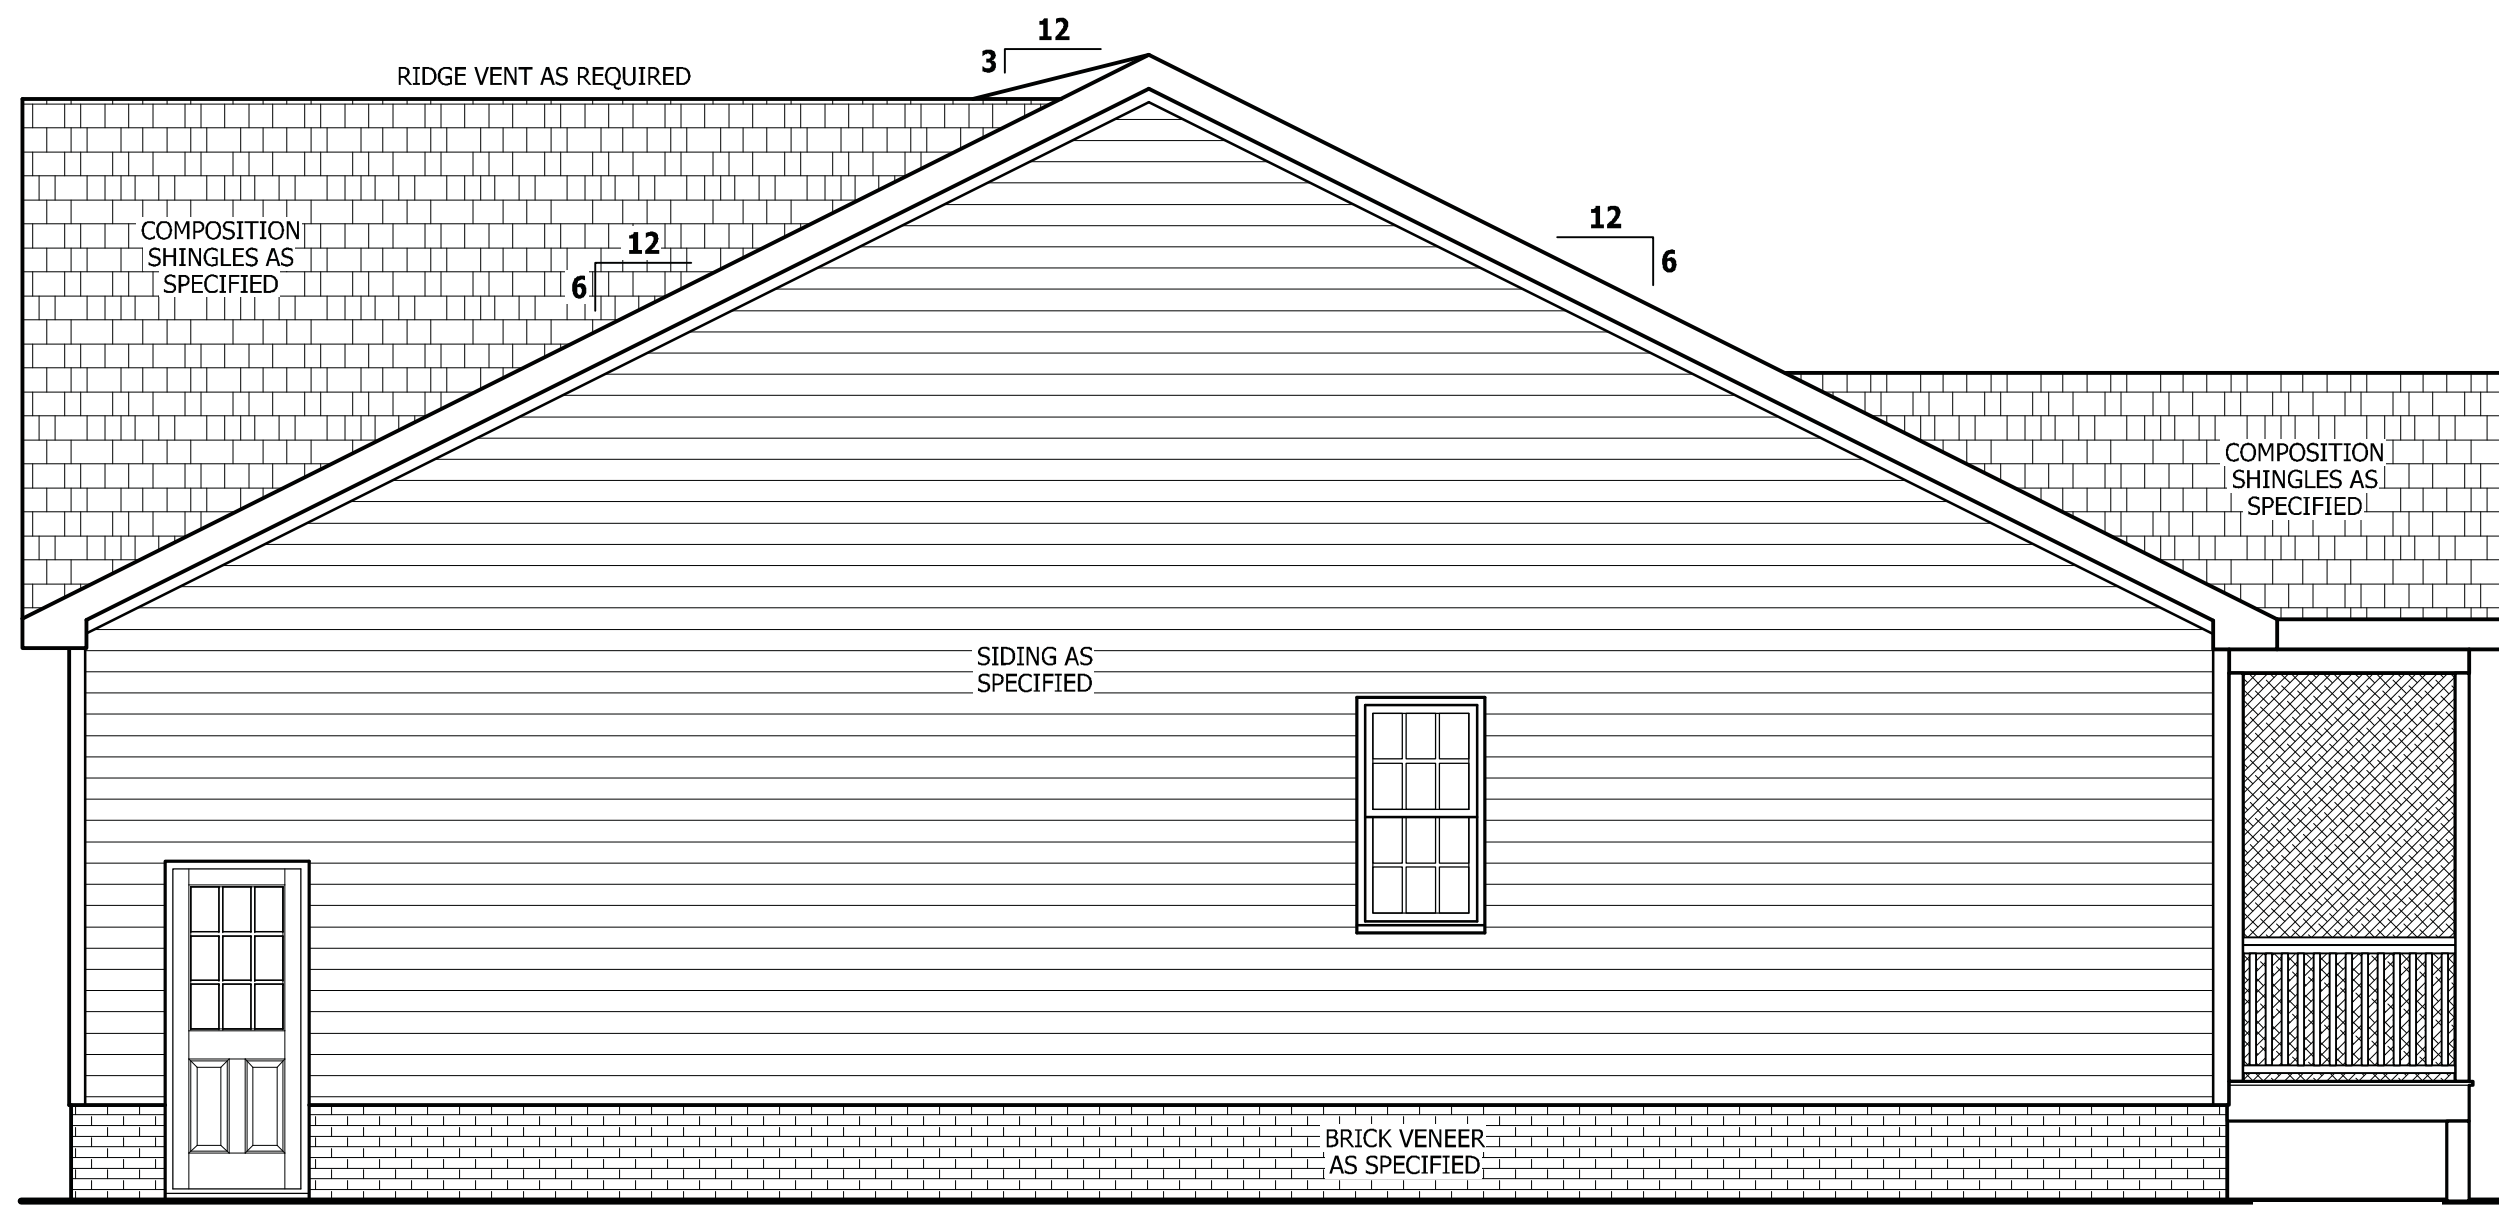 12
3
RIDGE VENT AS REQUIRED
12
6
COMPOSITION
SHINGLES AS
SPECIFIED
12
6
COMPOSITION
SHINGLES AS
SPECIFIED
SIDING AS
SPECIFIED
BRICK VENEER
AS SPECIFIED